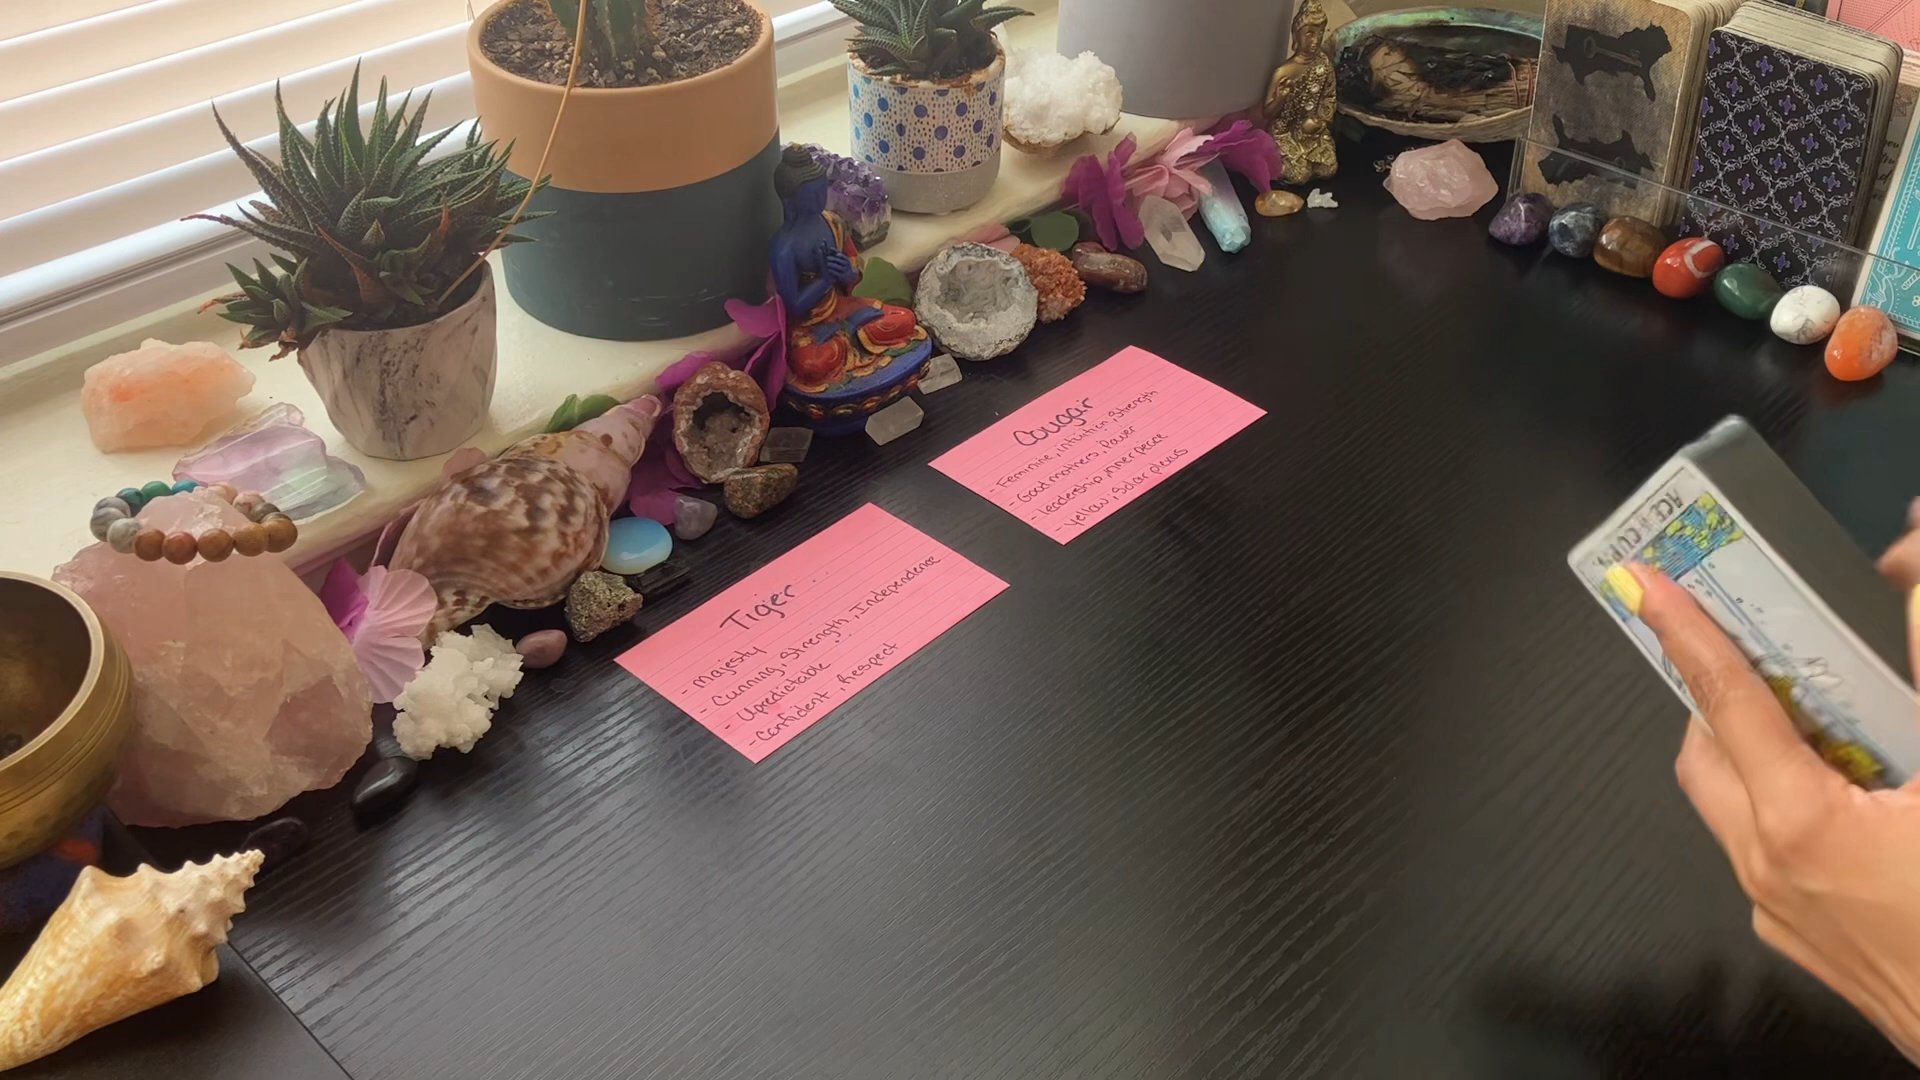 Cougar
- Feminine, intuition, Strength
- Good mothers, Power
- Leadership, inner peace
- Yellow; Solar plexus
Tiger
- Majesty
- Cunning, Strength, Independence
- Upredictable
- Confident, Respect
ACE of CUPS